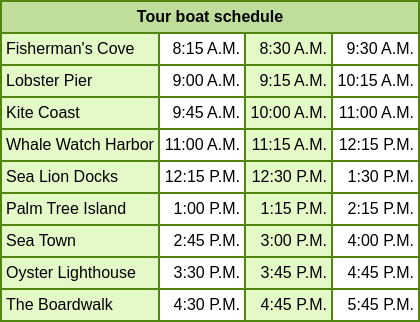 Tour boat schedule
Fisherman's Cove 8:15 A.M. 8:30 A.M. 9:30 A.M.
Lobster Pier 9:00 A.M. 9:15 A.M. 10:15 A.M.
Kite Coast 9:45 A.M. 10:00 A.M. 11:00 A.M.
Whale Watch Harbor 11:00 A.M. 11:15 A.M. 12:15 P.M.
Sea Lion Docks 12:15 P.M. 12:30 P.M. 1:30 P.M.
Palm Tree Island 1:00 P.M. 1:15 P.M. 2:15 P.M.
Sea Town 2:45 P.M. 3:00 P.M. 4:00 P.M.
Oyster Lighthouse 3:30 P.M. 3:45 P.M. 4:45 P.M.
The Boardwalk 4:30 P.M. 4:45 P.M. 5:45 P.M.